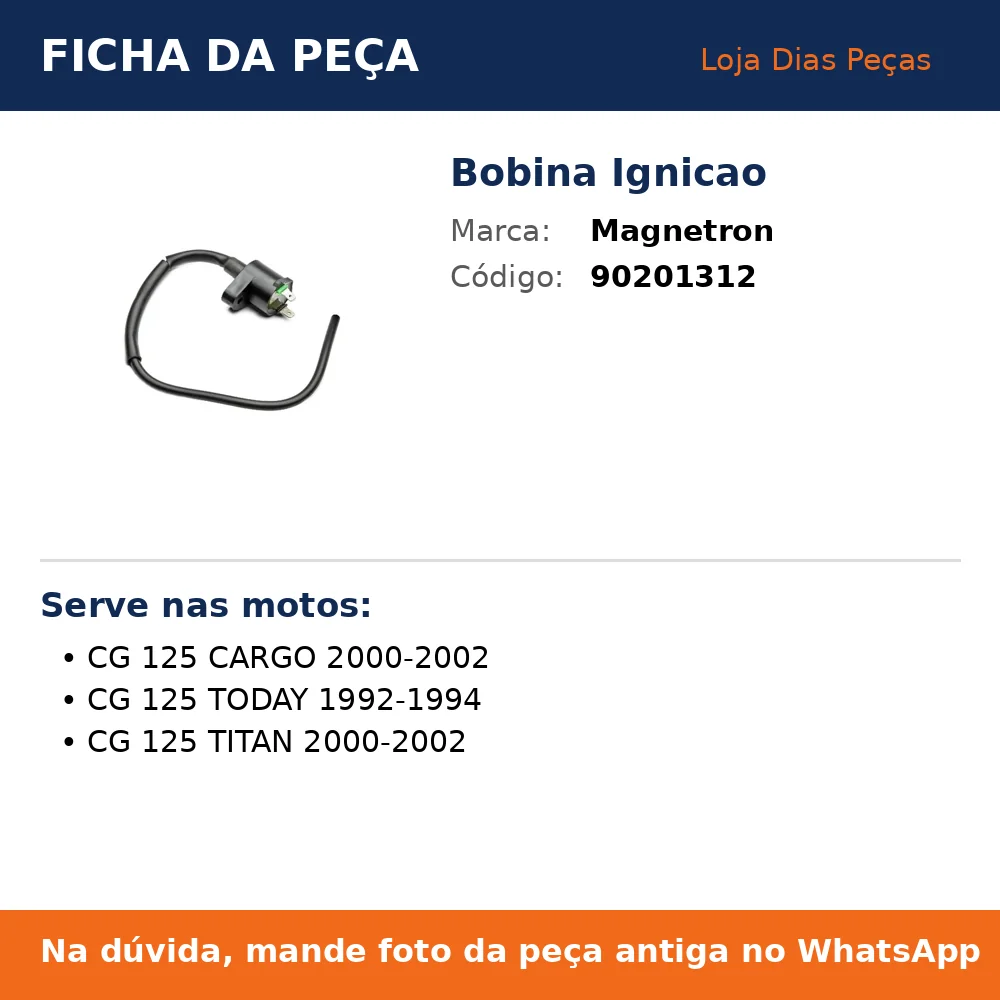 FICHA DA PEÇA
Loja Dias Peças
Bobina Ignicao
Marca: Magnetron
Código: 90201312
Serve nas motos:
• CG 125 CARGO 2000-2002
• CG 125 TODAY 1992-1994
• CG 125 TITAN 2000-2002
Na dúvida, mande foto da peça antiga no WhatsApp